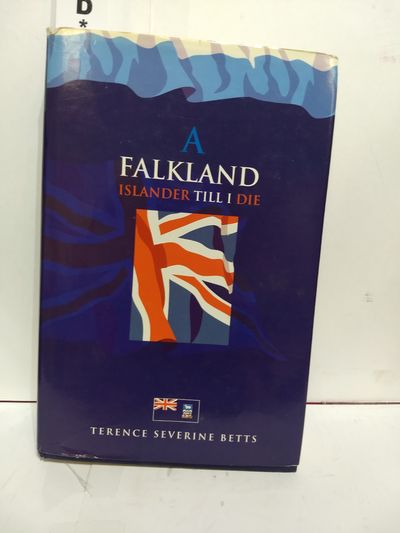 D
*
A
FALKLAND
ISLANDER TILL I DIE
TERENCE SEVERINE BETTS